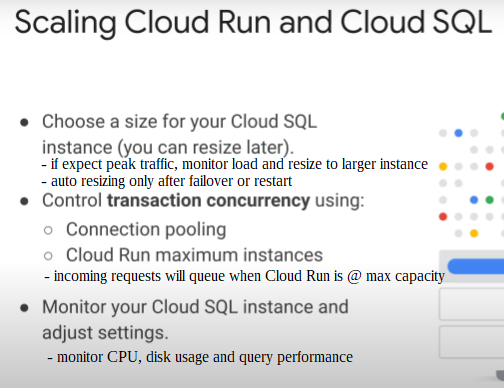 Scaling Cloud Run and Cloud SQL
● Choose a size for your Cloud SQL
instance (you can resize later).
- if expect peak traffic, monitor load and resize to larger instance
- auto resizing only after failover or restart
● Control transaction concurrency using:
○ Connection pooling
○ Cloud Run maximum instances
- incoming requests will queue when Cloud Run is @ max capacity
● Monitor your Cloud SQL instance and
adjust settings.
- monitor CPU, disk usage and query performance